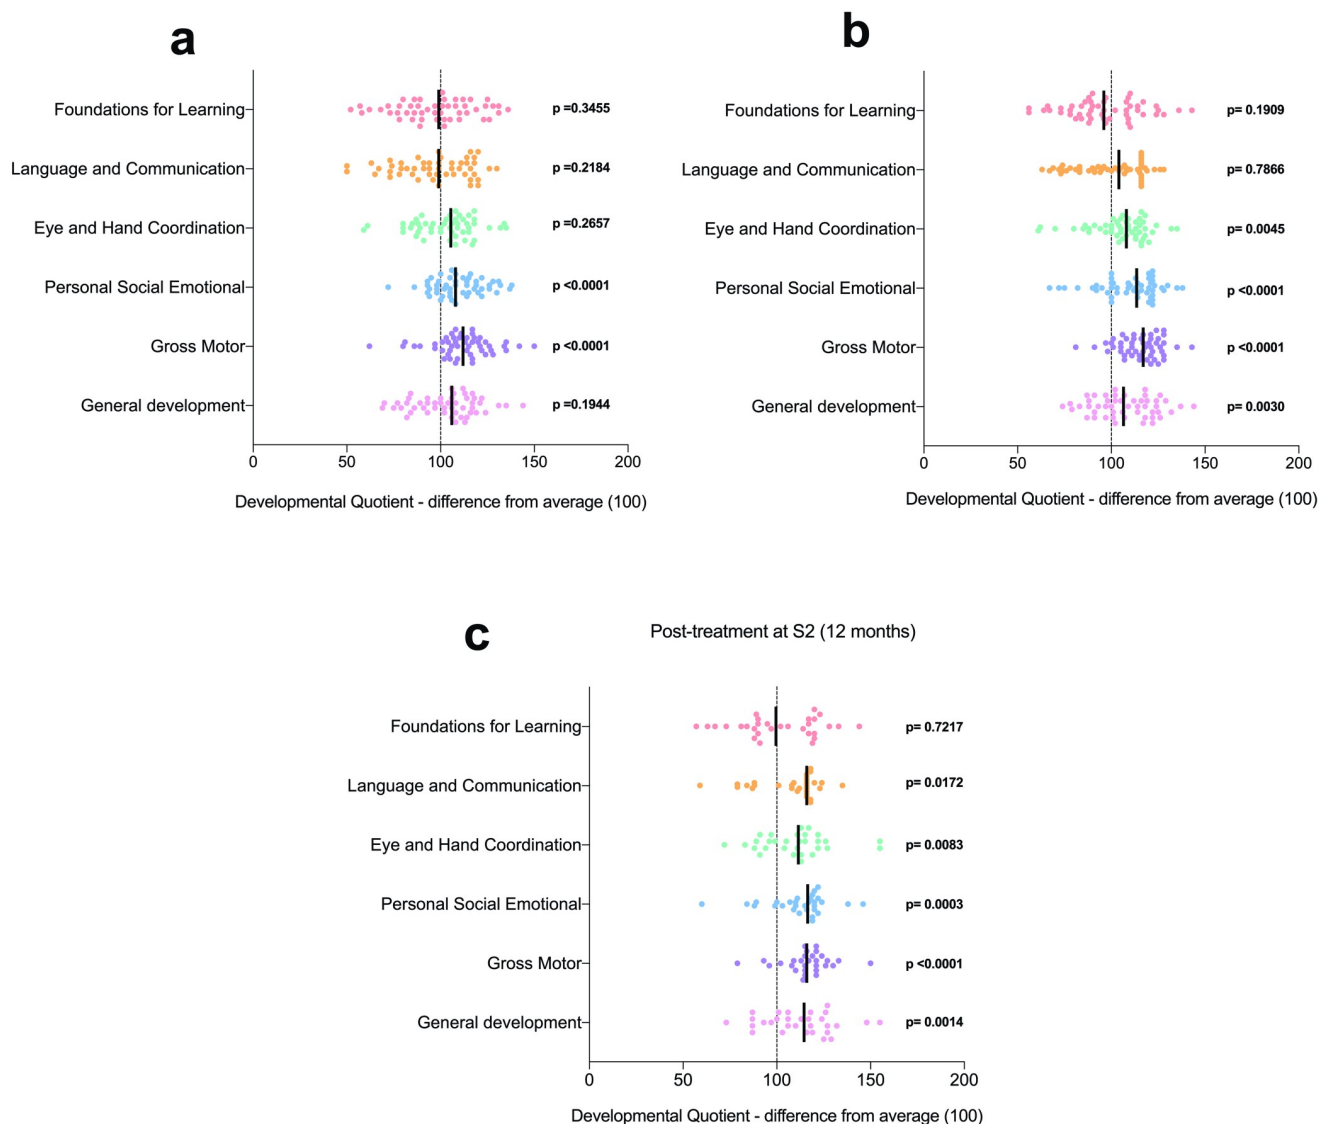 a
Foundations for Learning
p =0.3455
Language and Communication
p =0.2184
Eye and Hand Coordination
p =0.2657
Personal Social Emotional
p <0.0001
Gross Motor
p <0.0001
General development
p =0.1944
0 50 100 150 200
Developmental Quotient - difference from average (100)
b
Foundations for Learning
p= 0.1909
Language and Communication
p= 0.7866
Eye and Hand Coordination
p= 0.0045
Personal Social Emotional
p <0.0001
Gross Motor
p <0.0001
General development
p= 0.0030
0 50 100 150 200
Developmental Quotient - difference from average (100)
c
Post-treatment at S2 (12 months)
Foundations for Learning
p= 0.7217
Language and Communication
p= 0.0172
Eye and Hand Coordination
p= 0.0083
Personal Social Emotional
p= 0.0003
Gross Motor
p <0.0001
General development
p= 0.0014
0 50 100 150 200
Developmental Quotient - difference from average (100)